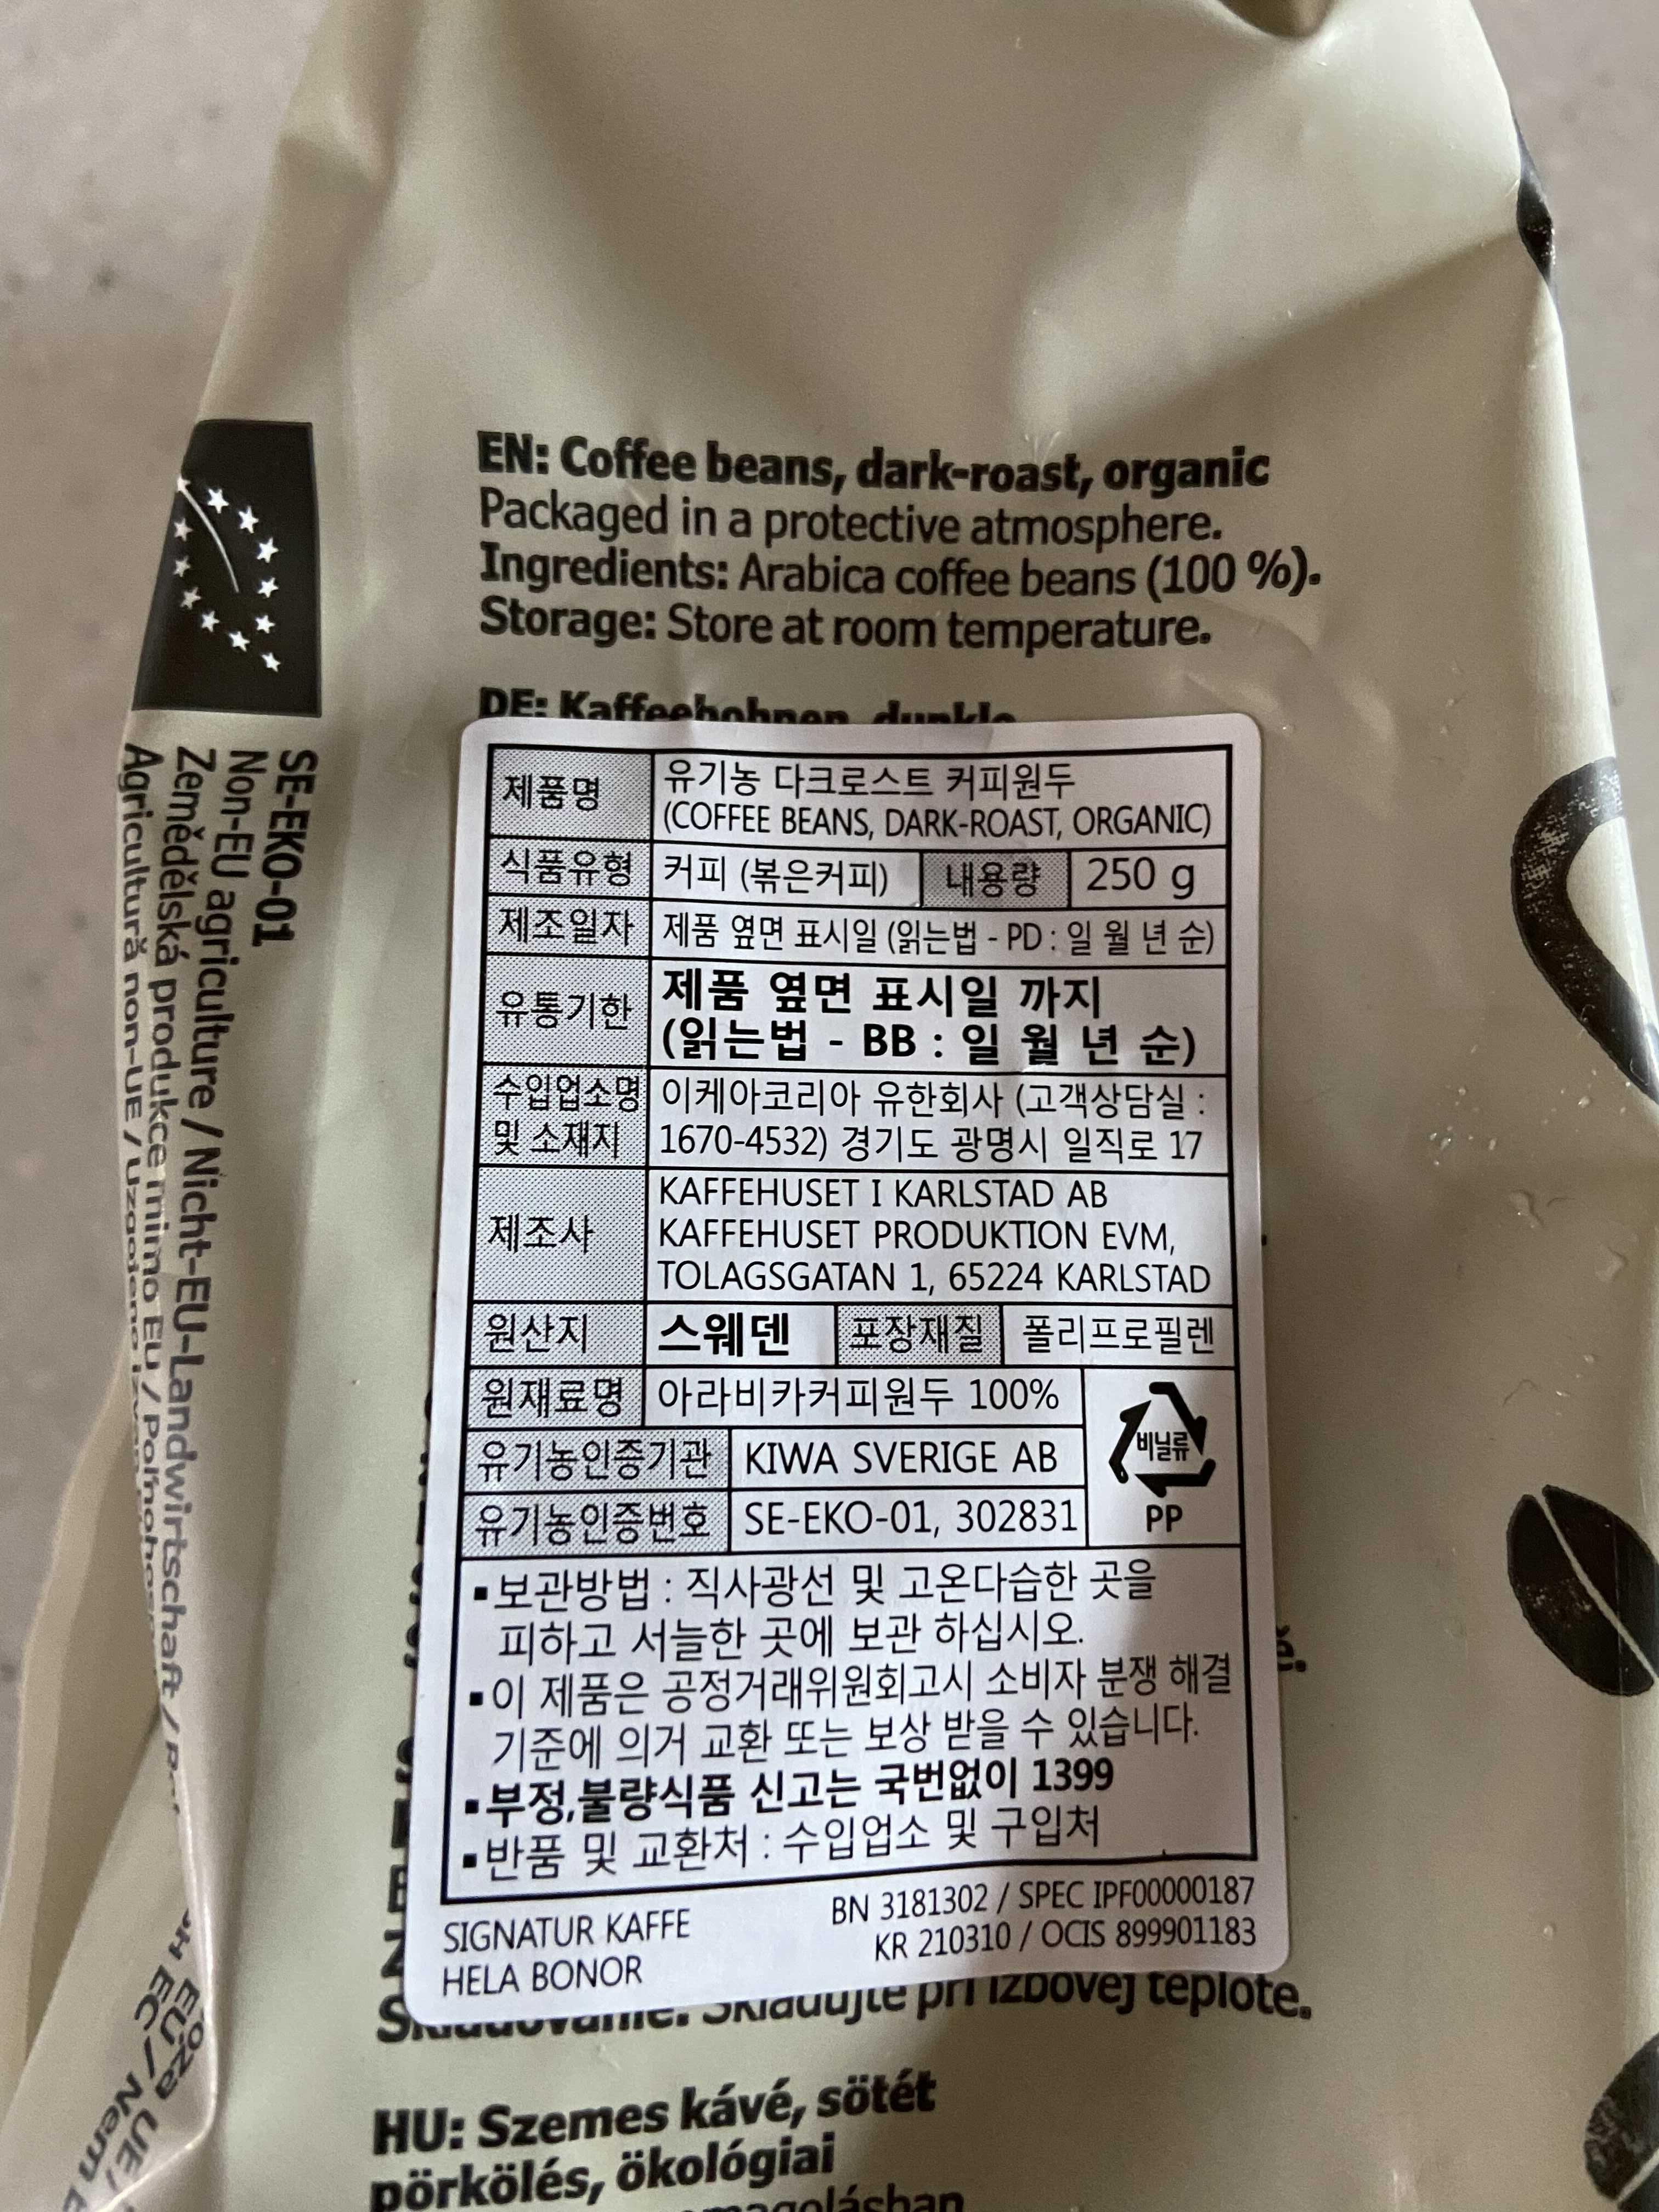 EN: Coffee beans, dark-roast, organic
Packaged in a protective atmosphere.
Ingredients: Arabica coffee beans (100 %).
Storage: Store at room temperature.
DE: Kaffeebohnen, dunkle
제품명
유기농 다크로스트 커피원두
(COFFEE BEANS, DARK-ROAST, ORGANIC)
식품유형 커피 (볶은커피) 내용량 250 g
제조일자 제품 옆면 표시일 (읽는법 - PD : 일 월 년 순)
유통기한
제품 옆면 표시일 까지
(읽는법 - BB : 일 월 년 순)
수입업소명 이케아코리아 유한회사 (고객상담실 :
및 소재지 1670-4532) 경기도 광명시 일직로 17
제조사
KAFFEHUSET I KARLSTAD AB
KAFFEHUSET PRODUKTION EVM,
TOLAGSGATAN 1, 65224 KARLSTAD
원산지 스웨덴 포장재질 폴리프로필렌
원재료명 아라비카커피원두 100%
유기농인증기관 KIWA SVERIGE AB
유기농인증번호 SE-EKO-01, 302831
비닐류
PP
▪보관방법 : 직사광선 및 고온다습한 곳을
피하고 서늘한 곳에 보관 하십시오.
▪이 제품은 공정거래위원회고시 소비자 분쟁 해결
기준에 의거 교환 또는 보상 받을 수 있습니다.
▪부정,불량식품 신고는 국번없이 1399
▪반품 및 교환처 : 수입업소 및 구입처
SIGNATUR KAFFE
HELA BONOR
BN 3181302 / SPEC IPF00000187
KR 210310 / OCIS 899901183
Skladujte pri izbovej teplote.
HU: Szemes kávé, sötét
pörkölés, ökológiai
SE-EKO-01
Non-EU agriculture / Nicht-EU-Landwirtschaft /
Zemědělská produkce mimo EU /
Agricultură non-UE /